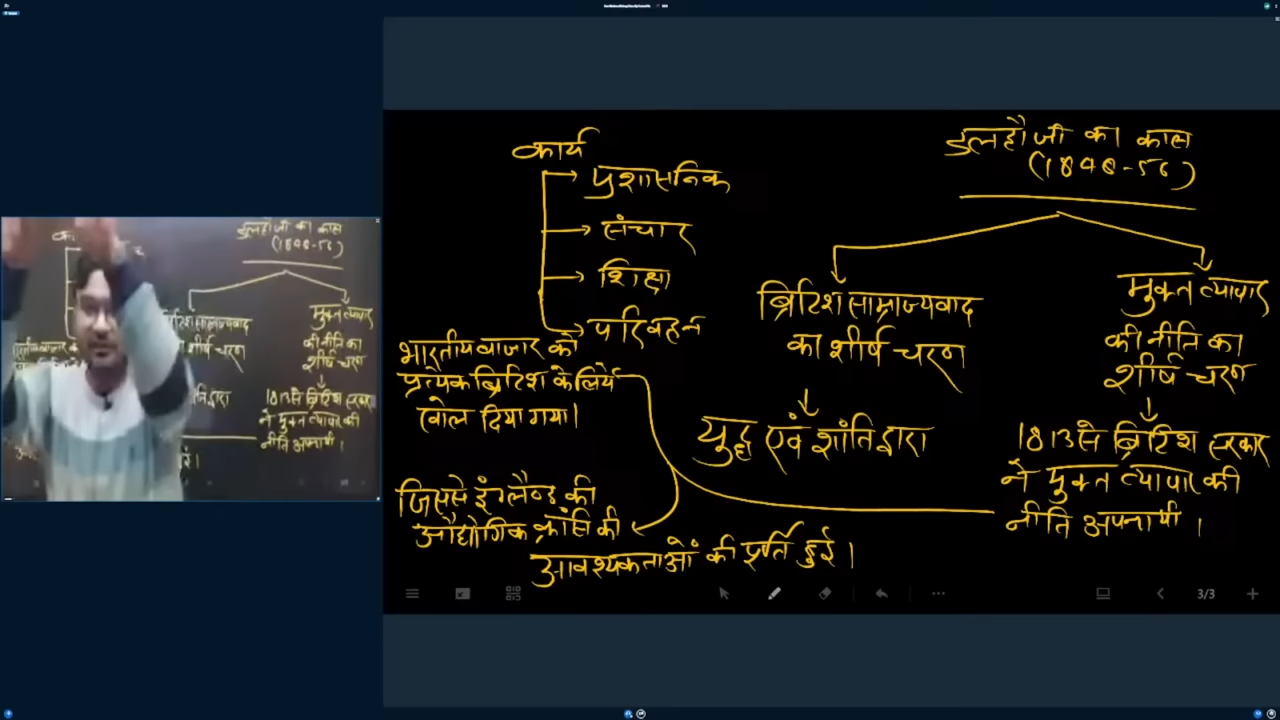 डलहौजी का काल
(1848-56)
कार्य
प्रशासनिक
संचार
शिक्षा
परिवहन
ब्रिटिश साम्राज्यवाद
का शीर्ष चरण
युद्ध एवं शांति द्वारा
मुक्त व्यापार
की नीति का
शीर्ष चरण
1813 से ब्रिटिश सरकार
ने मुक्त व्यापार की
नीति अपनायी ।
भारतीय बाजार को
प्रत्येक ब्रिटिश के लिये
खोल दिया गया।
जिससे इंग्लैण्ड की
औद्योगिक क्रांति की
आवश्यकताओं की पूर्ति हुई ।
3/3